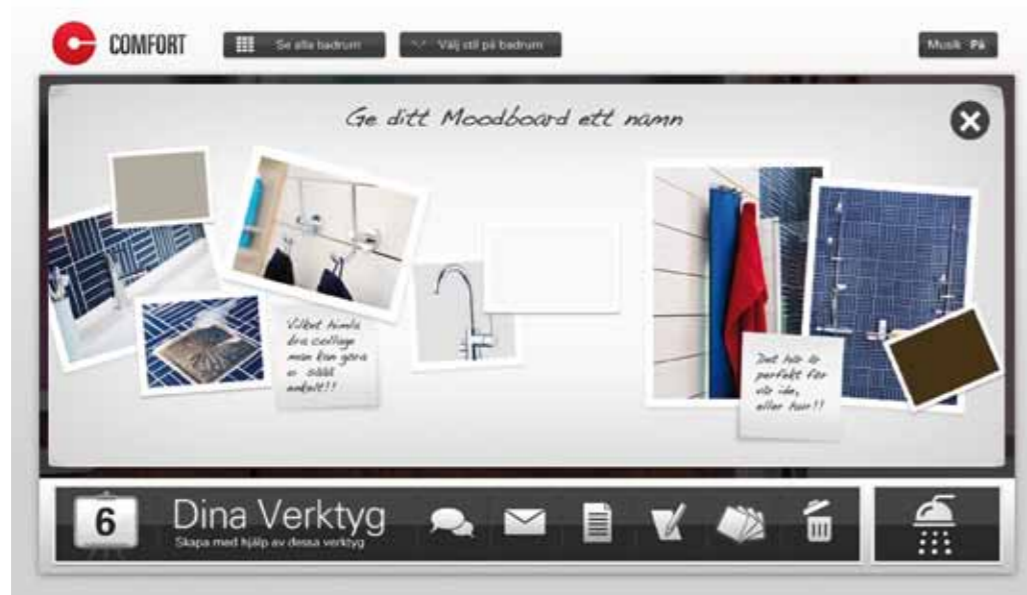 COMFORT
Se alla badrum
Välj stil på badrum
Musik På
Ge ditt Moodboard ett namn
Vilket himla
bra collage
man kan göra
så
enkelt!!
Det här är
perfekt för
vår ide,
eller hur!!
6
Dina Verktyg
Skapa med hjälp av dessa verktyg